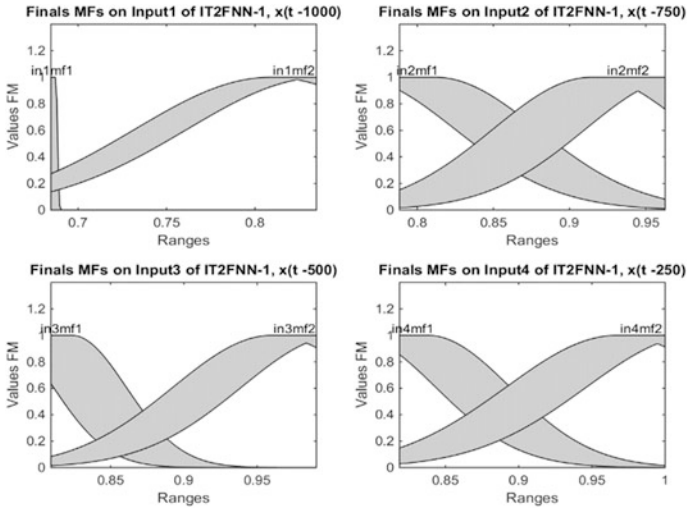 Finals MFs on Input1 of IT2FNN-1, x(t -1000)
Finals MFs on Input2 of IT2FNN-1, x(t -750)
in1mf1
in1mf2
Values FM
1.2
1
0.8
0.6
0.4
0.2
0
0.7
0.75
0.8
Ranges
in2mf1
in2mf2
Values FM
1.2
1
0.8
0.6
0.4
0.2
0
0.8
0.85
0.9
0.95
Ranges
Finals MFs on Input3 of IT2FNN-1, x(t -500)
Finals MFs on Input4 of IT2FNN-1, x(t -250)
in3mf1
in3mf2
Values FM
1.2
1
0.8
0.6
0.4
0.2
0
0.85
0.9
0.95
Ranges
in4mf1
in4mf2
Values FM
1.2
1
0.8
0.6
0.4
0.2
0
0.85
0.9
0.95
1
Ranges